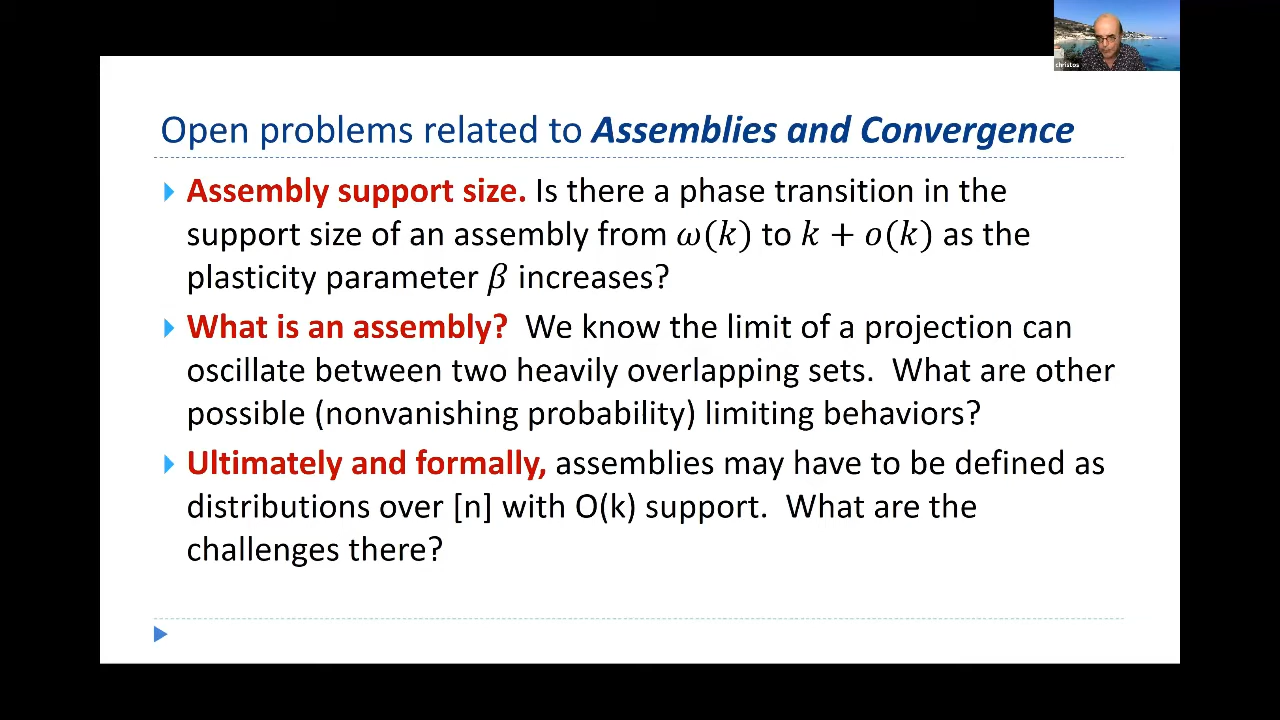 christos
Open problems related to Assemblies and Convergence
Assembly support size. Is there a phase transition in the
support size of an assembly from ω(k) to k + o(k) as the
plasticity parameter β increases?
What is an assembly? We know the limit of a projection can
oscillate between two heavily overlapping sets. What are other
possible (nonvanishing probability) limiting behaviors?
Ultimately and formally, assemblies may have to be defined as
distributions over [n] with O(k) support. What are the
challenges there?